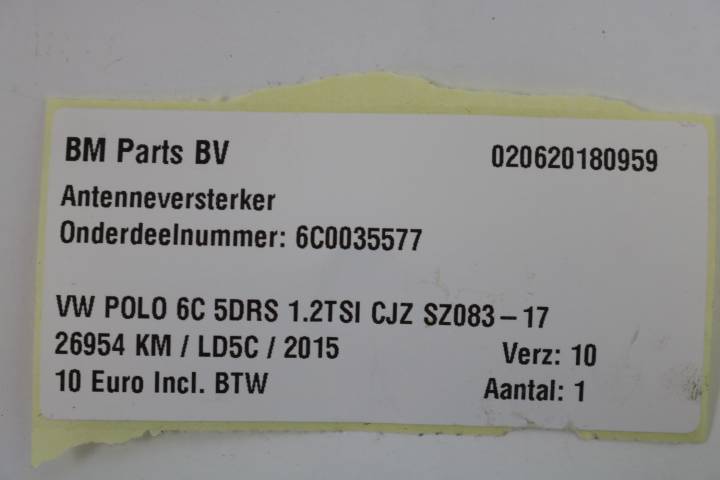 BM Parts BV 020620180959
Antenneversterker
Onderdeelnummer: 6C0035577
VW POLO 6C 5DRS 1.2TSI CJZ SZ083-17
26954 KM / LD5C / 2015 Verz: 10
10 Euro Incl. BTW Aantal: 1